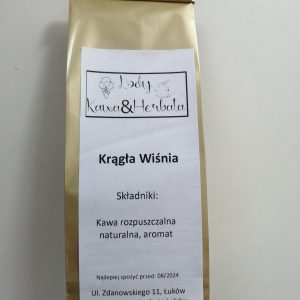 Lody
Kawa&Herbata
Krągła Wiśnia
Składniki:
Kawa rozpuszczalna
naturalna, aromat
Najlepiej spożyć przed: 08/2024
Ul. Zdanowskiego 11, Łuków